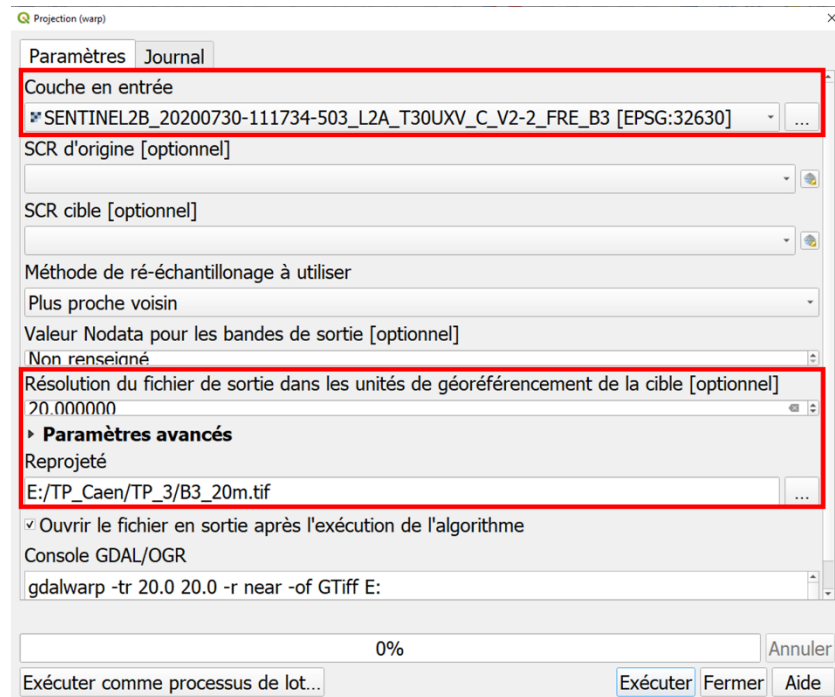 Projection (warp)
Paramètres Journal
Couche en entrée
SENTINEL2B_20200730-111734-503_L2A_T30UXV_C_V2-2_FRE_B3 [EPSG:32630]
...
SCR d'origine [optionnel]
SCR cible [optionnel]
Méthode de ré-échantillonage à utiliser
Plus proche voisin
Valeur Nodata pour les bandes de sortie [optionnel]
Non renseigné
Résolution du fichier de sortie dans les unités de géoréférencement de la cible [optionnel]
20.000000
Paramètres avancés
Reprojeté
E:/TP_Caen/TP_3/B3_20m.tif
...
Ouvrir le fichier en sortie après l'exécution de l'algorithme
Console GDAL/OGR
gdalwarp -tr 20.0 20.0 -r near -of GTiff E:
0%
Annuler
Exécuter comme processus de lot...
Exécuter Fermer Aide